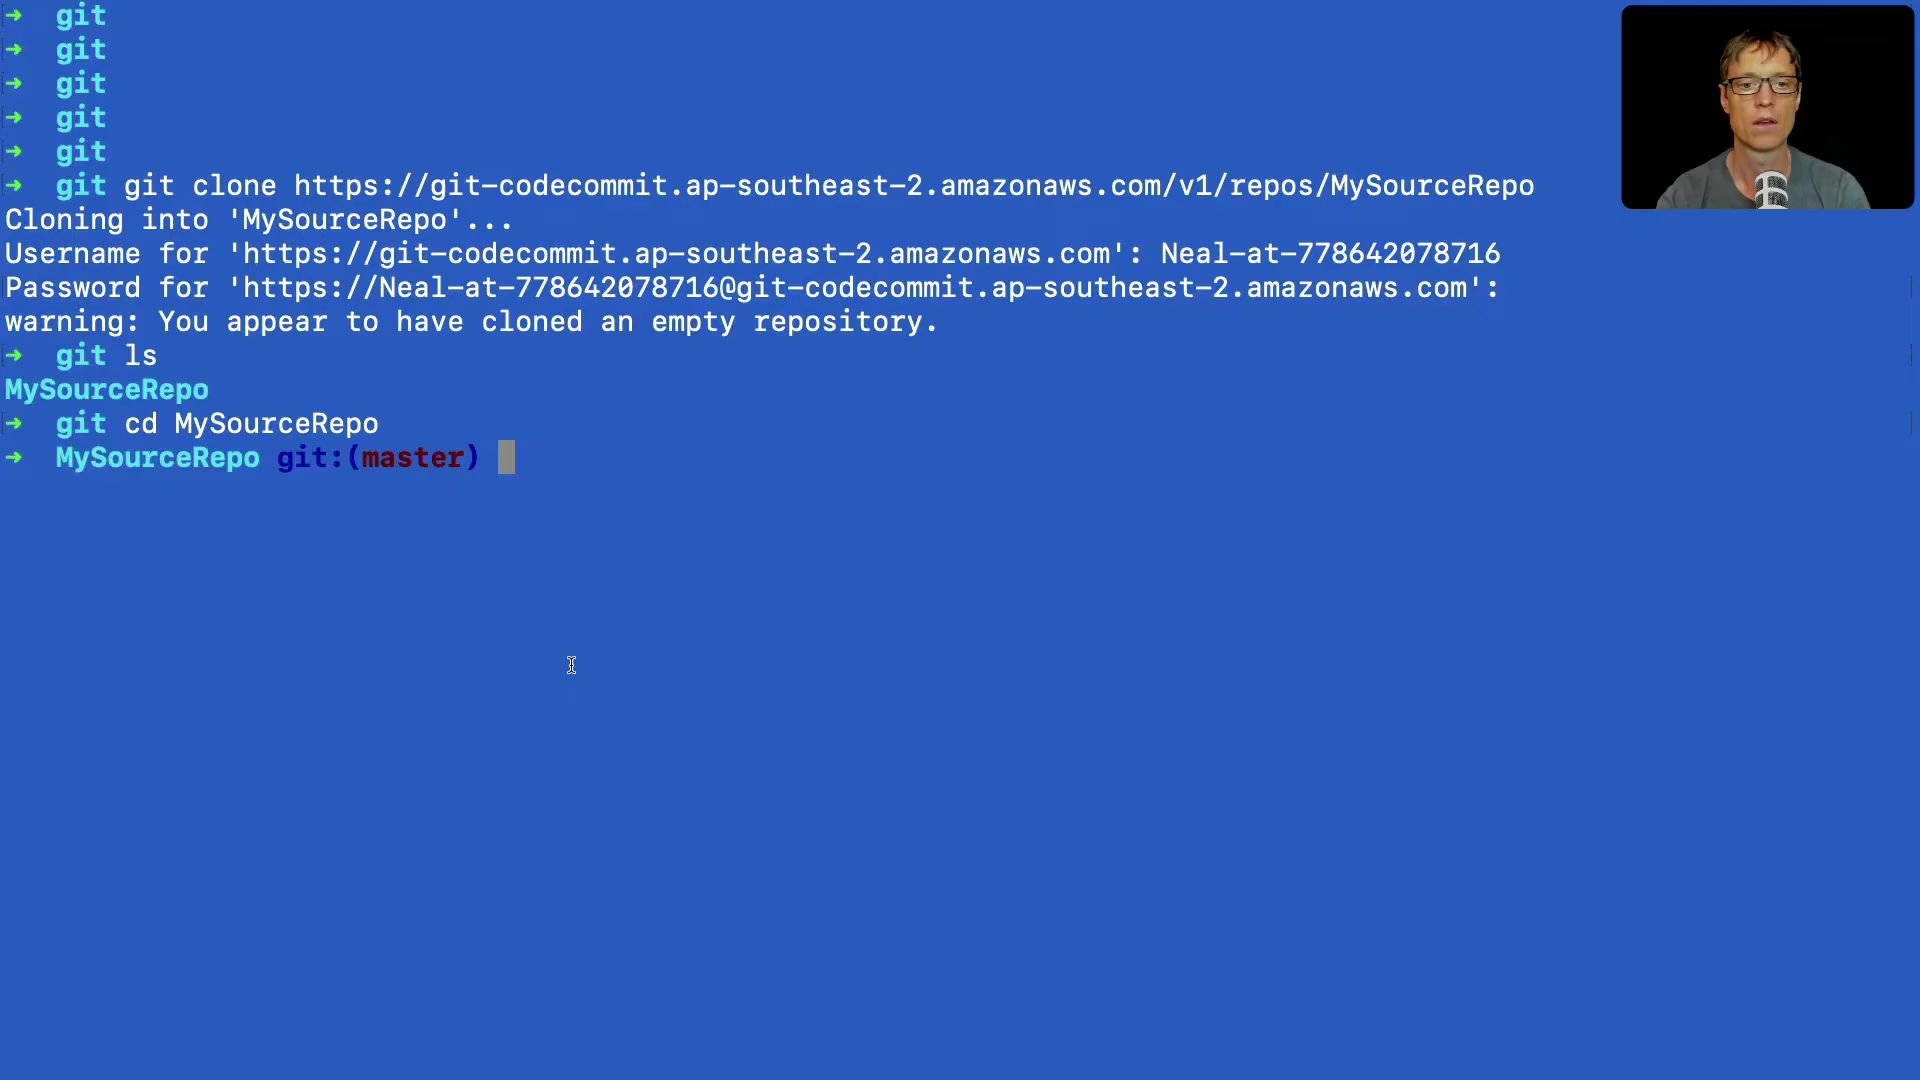 ➜ git
➜ git
➜ git
➜ git
➜ git
➜ git git clone https://git-codecommit.ap-southeast-2.amazonaws.com/v1/repos/MySourceRepo
Cloning into 'MySourceRepo'...
Username for 'https://git-codecommit.ap-southeast-2.amazonaws.com': Neal-at-778642078716
Password for 'https://Neal-at-778642078716@git-codecommit.ap-southeast-2.amazonaws.com':
warning: You appear to have cloned an empty repository.
➜ git ls
MySourceRepo
➜ git cd MySourceRepo
➜ MySourceRepo git:(master)